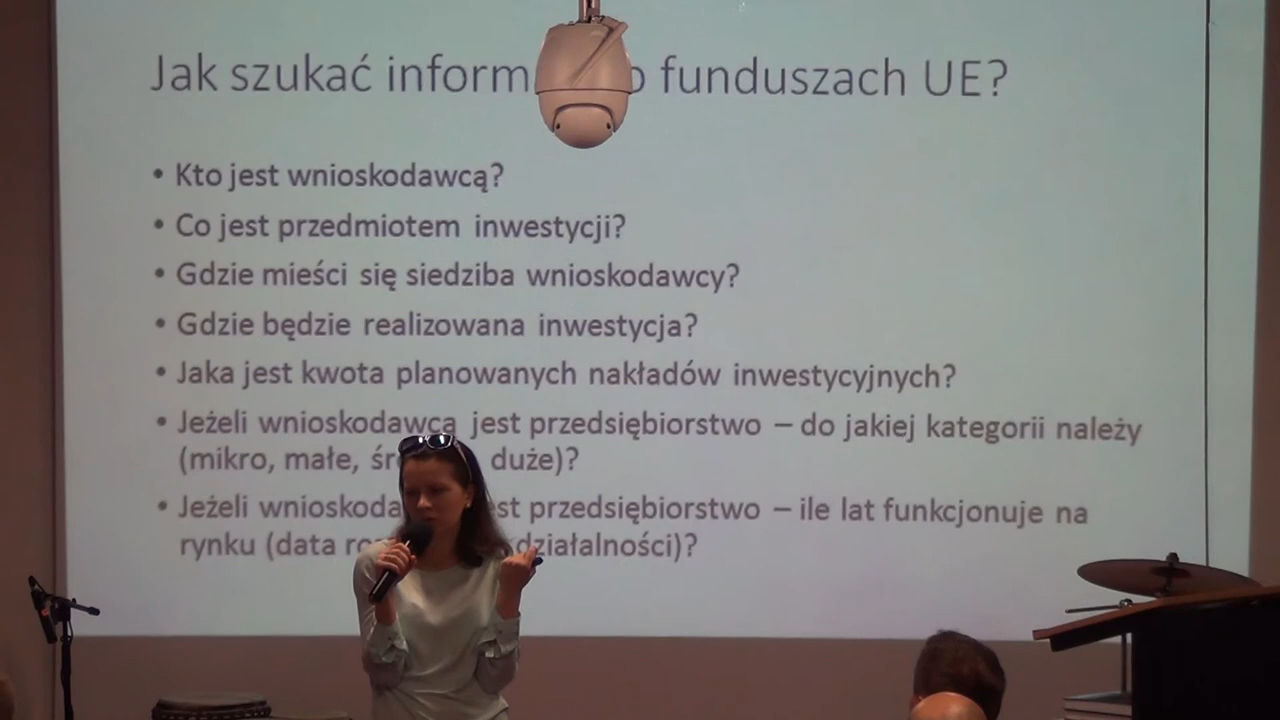 Jak szukać inform o funduszach UE?
• Kto jest wnioskodawcą?
• Co jest przedmiotem inwestycji?
• Gdzie mieści się siedziba wnioskodawcy?
• Gdzie będzie realizowana inwestycja?
• Jaka jest kwota planowanych nakładów inwestycyjnych?
• Jeżeli wnioskodawcą jest przedsiębiorstwo – do jakiej kategorii należy
(mikro, małe, duże)?
• Jeżeli jest przedsiębiorstwo – ile lat funkcjonuje na
rynku (data działalności)?